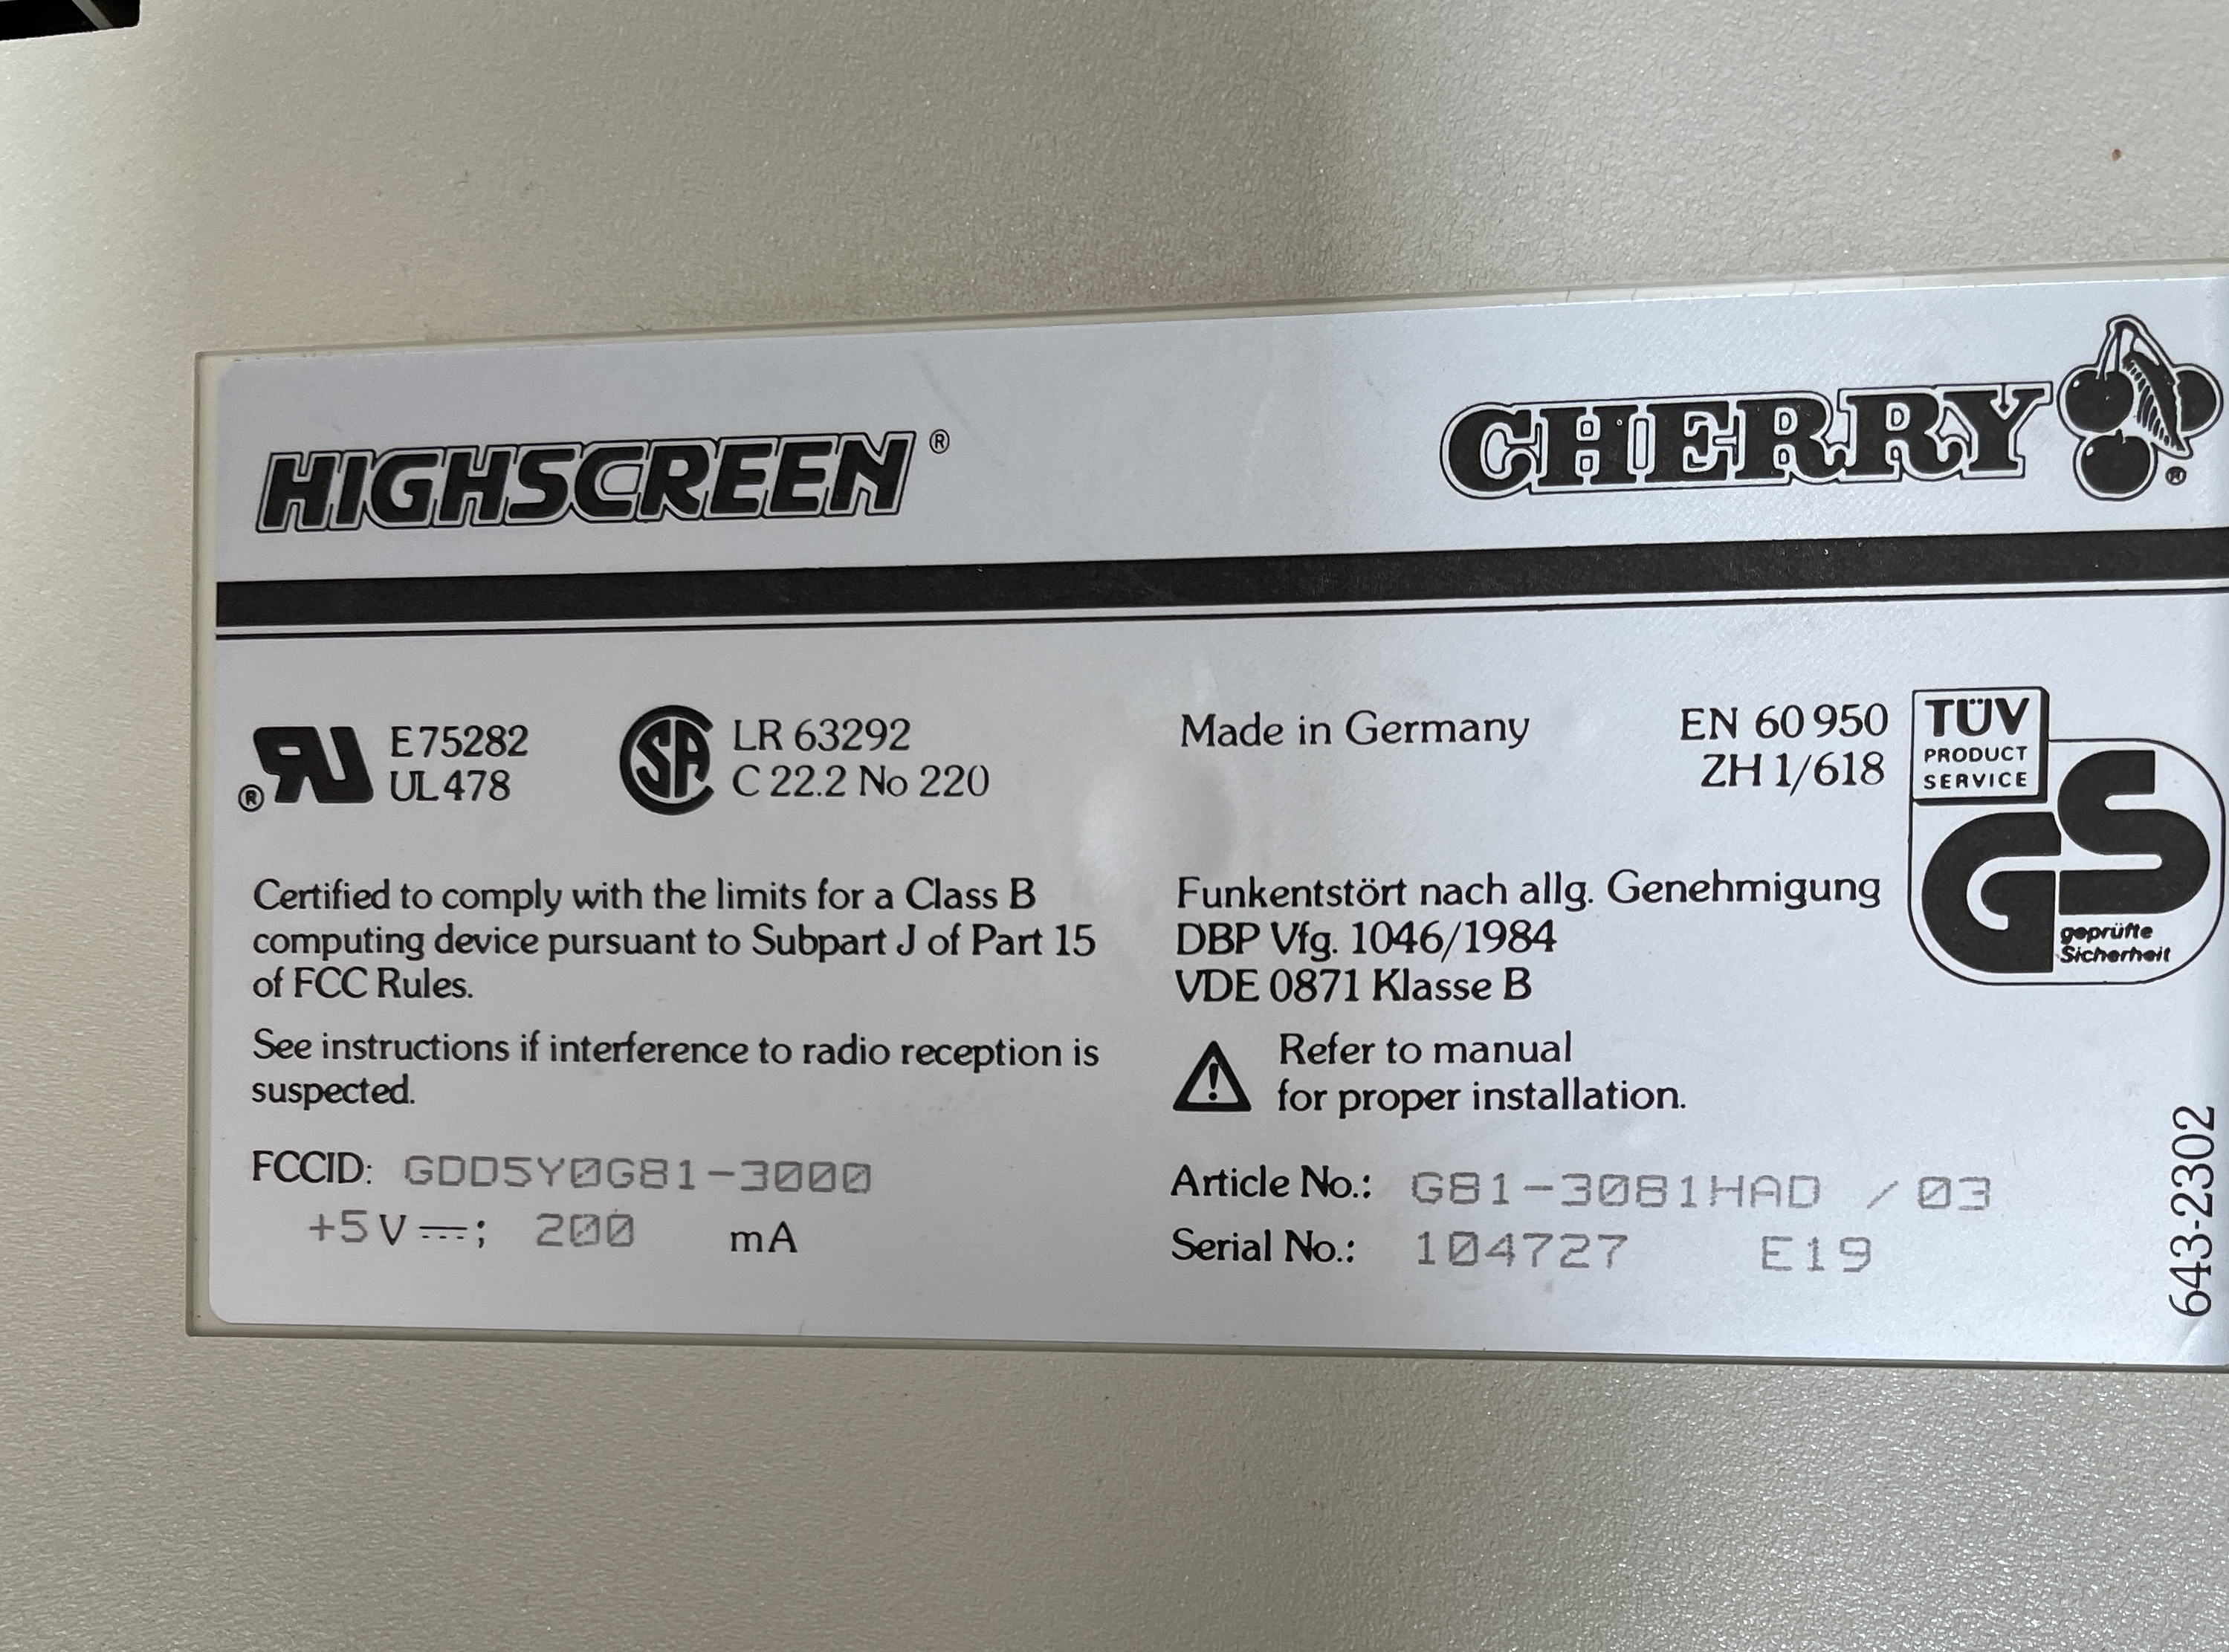 HIGHSCREEN®
CHERRY®
E75282
UL478
LR 63292
C 22.2 No 220
Made in Germany
EN 60950
ZH 1/618
TÜV
PRODUCT
SERVICE
GS
geprüfte
Sicherheit
Certified to comply with the limits for a Class B
computing device pursuant to Subpart J of Part 15
of FCC Rules.
See instructions if interference to radio reception is
suspected.
FCCID: GDD5Y0G81-3000
+5V⎓; 200 mA
Funkentstört nach allg. Genehmigung
DBP Vfg. 1046/1984
VDE 0871 Klasse B
Refer to manual
for proper installation.
Article No.: G81-3081HAD / 03
Serial No.: 104727 E19
643-2302